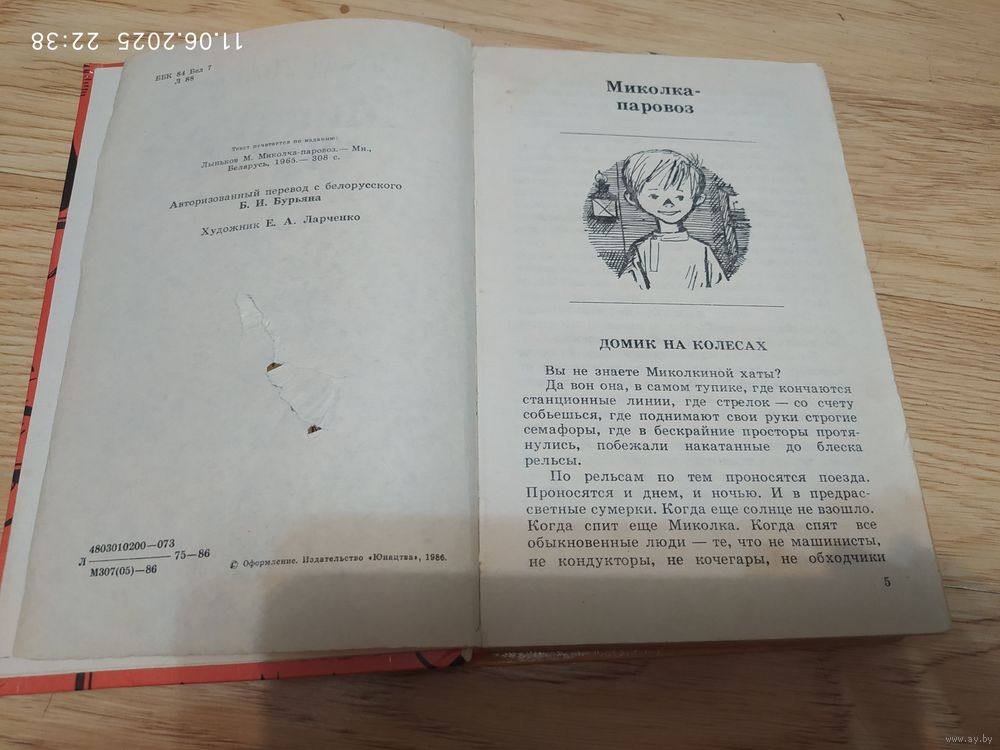 11.06.2025 22:38
ББК 84 Бел 7
Л 88
Текст печатается по изданию:
Лыньков М. Миколка-паровоз.— Мн.,
Беларусь, 1965.— 308 с.
Авторизованный перевод с белорусского
Б. И. Бурьяна
Художник Е. А. Ларченко
4803010200—073
Л 75—86
М307(05)—86
© Оформление. Издательство «Юнацтва», 1986.
Миколка-
паровоз
ДОМИК НА КОЛЕСАХ
Вы не знаете Миколкиной хаты?
Да вон она, в самом тупике, где кончаются
станционные линии, где стрелок — со счету
собьешься, где поднимают свои руки строгие
семафоры, где в бескрайние просторы протя-
нулись, побежали накатанные до блеска
рельсы.
По рельсам по тем проносятся поезда.
Проносятся и днем, и ночью. И в предрас-
светные сумерки. Когда еще солнце не взошло.
Когда спит еще Миколка. Когда спят все
обыкновенные люди — те, что не машинисты,
не кондукторы, не кочегары, не обходчики
5
www.ay.by